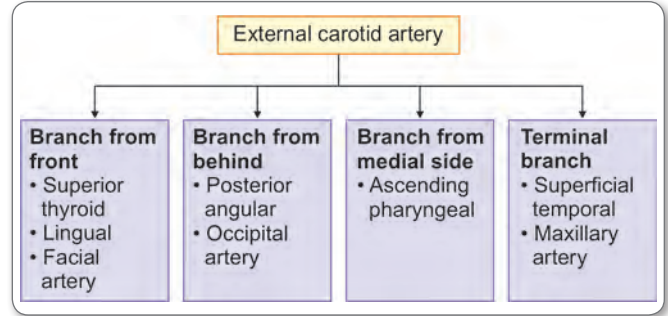 External carotid artery
Branch from
front
• Superior
thyroid
• Lingual
• Facial
artery
Branch from
behind
• Posterior
angular
• Occipital
artery
Branch from
medial side
• Ascending
pharyngeal
Terminal
branch
• Superficial
temporal
• Maxillary
artery